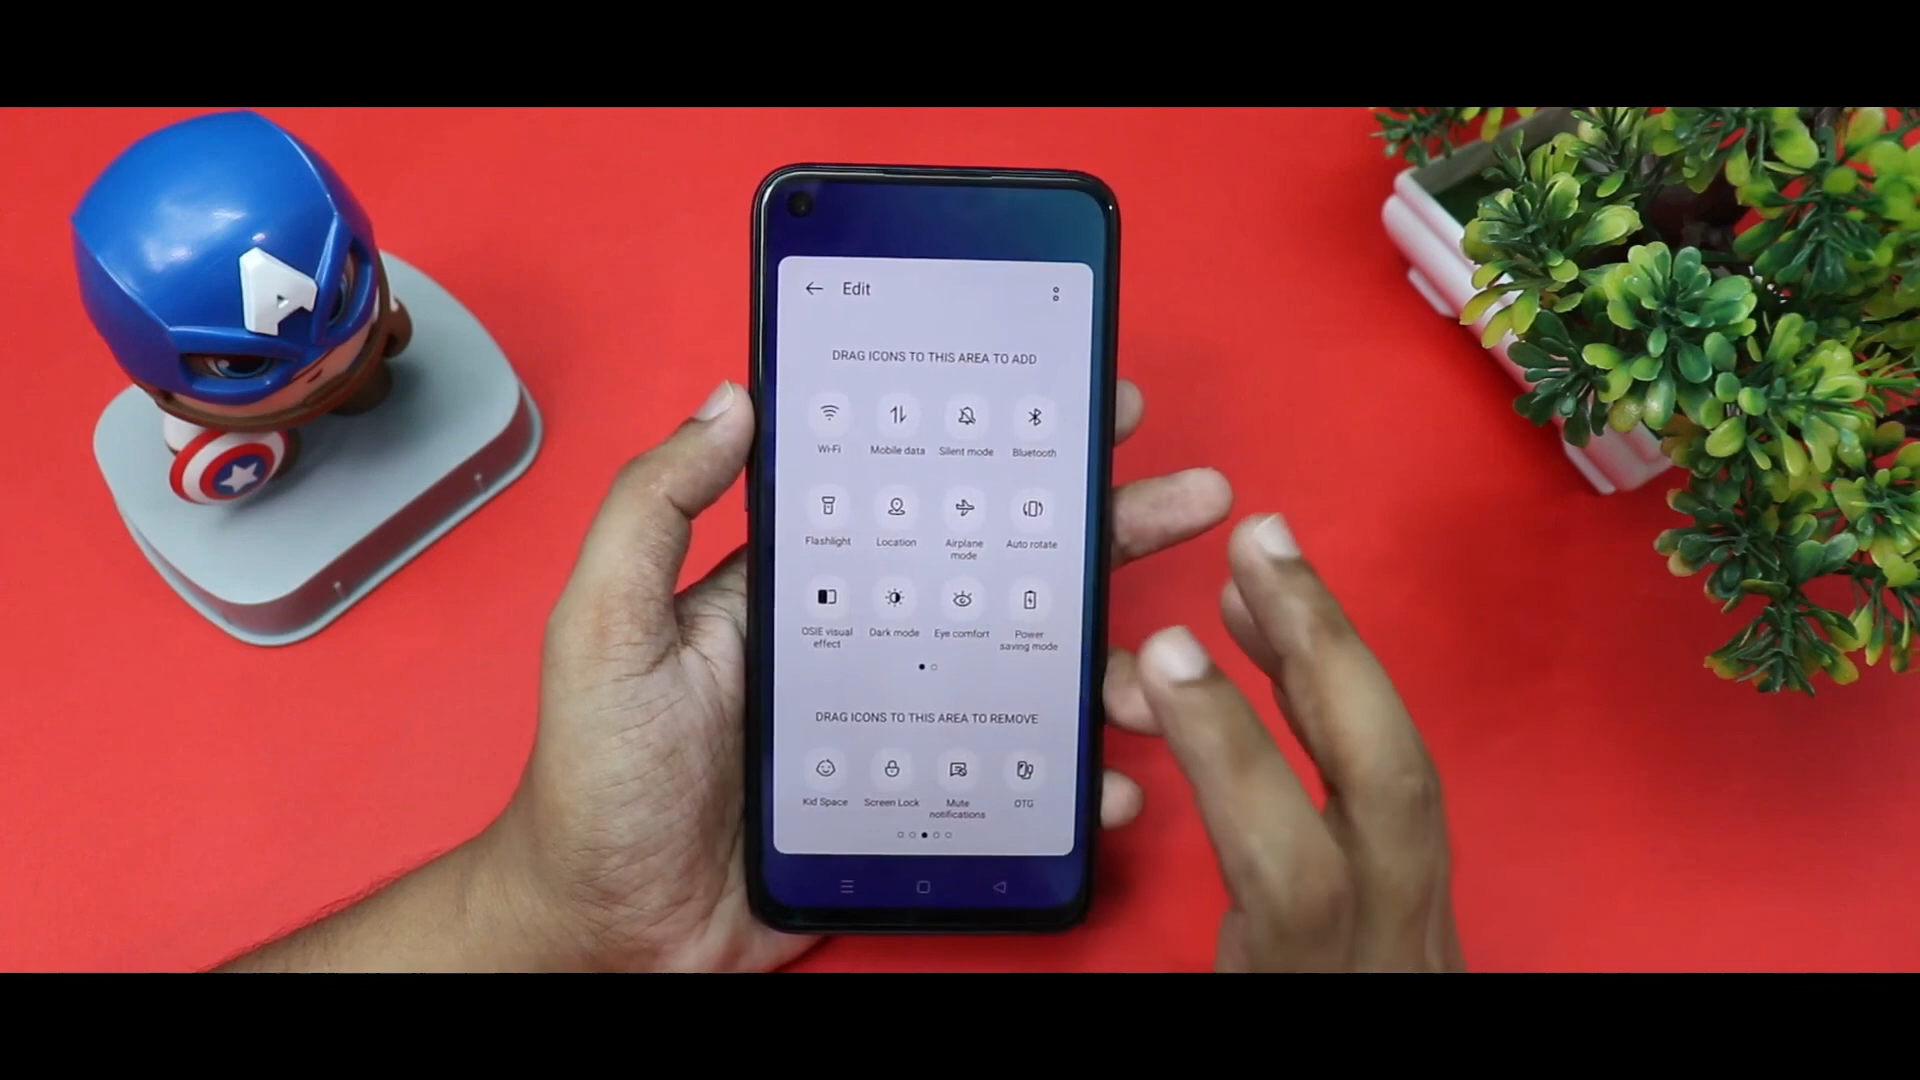 A
Edit
DRAG ICONS TO THIS AREA TO ADD
Wi-Fi
Mobile data
Silent mode
Bluetooth
Flashlight
Location
Airplane
mode
Auto rotate
OSIE visual
effect
Dark mode
Eye comfort
Power
saving mode
DRAG ICONS TO THIS AREA TO REMOVE
Kid Space
Screen Lock
Mute
notifications
OTG